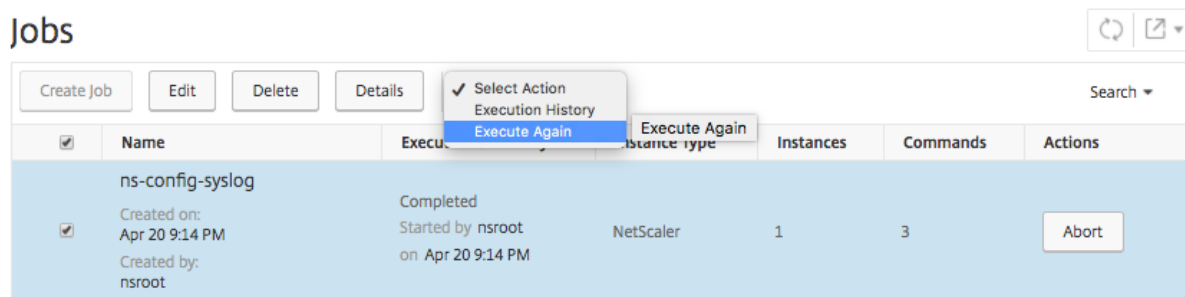 Jobs
Create Job Edit Delete Details ✓ Select Action Search
Execution History
Execute Again Execute Again
Name Instance Type Instances Commands Actions
ns-config-syslog
Created on:
Apr 20 9:14 PM
Created by:
nsroot
Completed
Started by nsroot
on Apr 20 9:14 PM
NetScaler 1 3 Abort